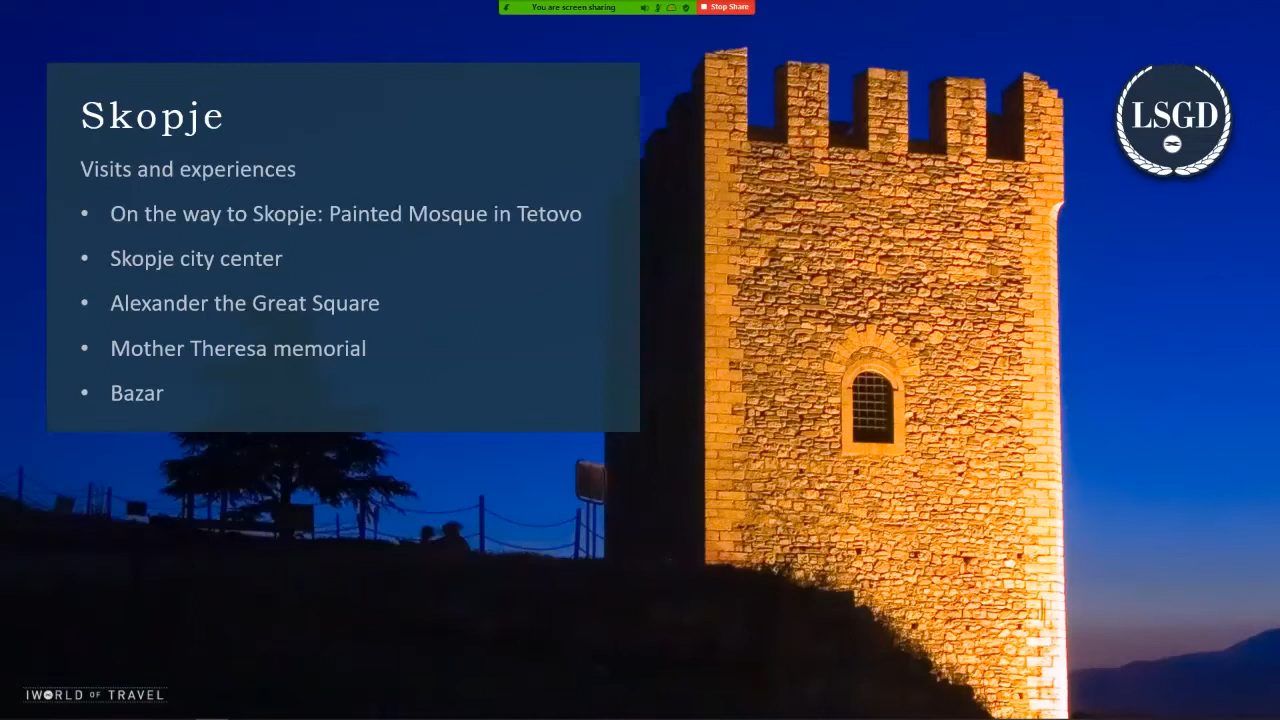 You are screen sharing
Stop Share
Skopje
LSGD
Visits and experiences
• On the way to Skopje: Painted Mosque in Tetovo
• Skopje city center
• Alexander the Great Square
• Mother Theresa memorial
• Bazar
IWORLD OF TRAVEL